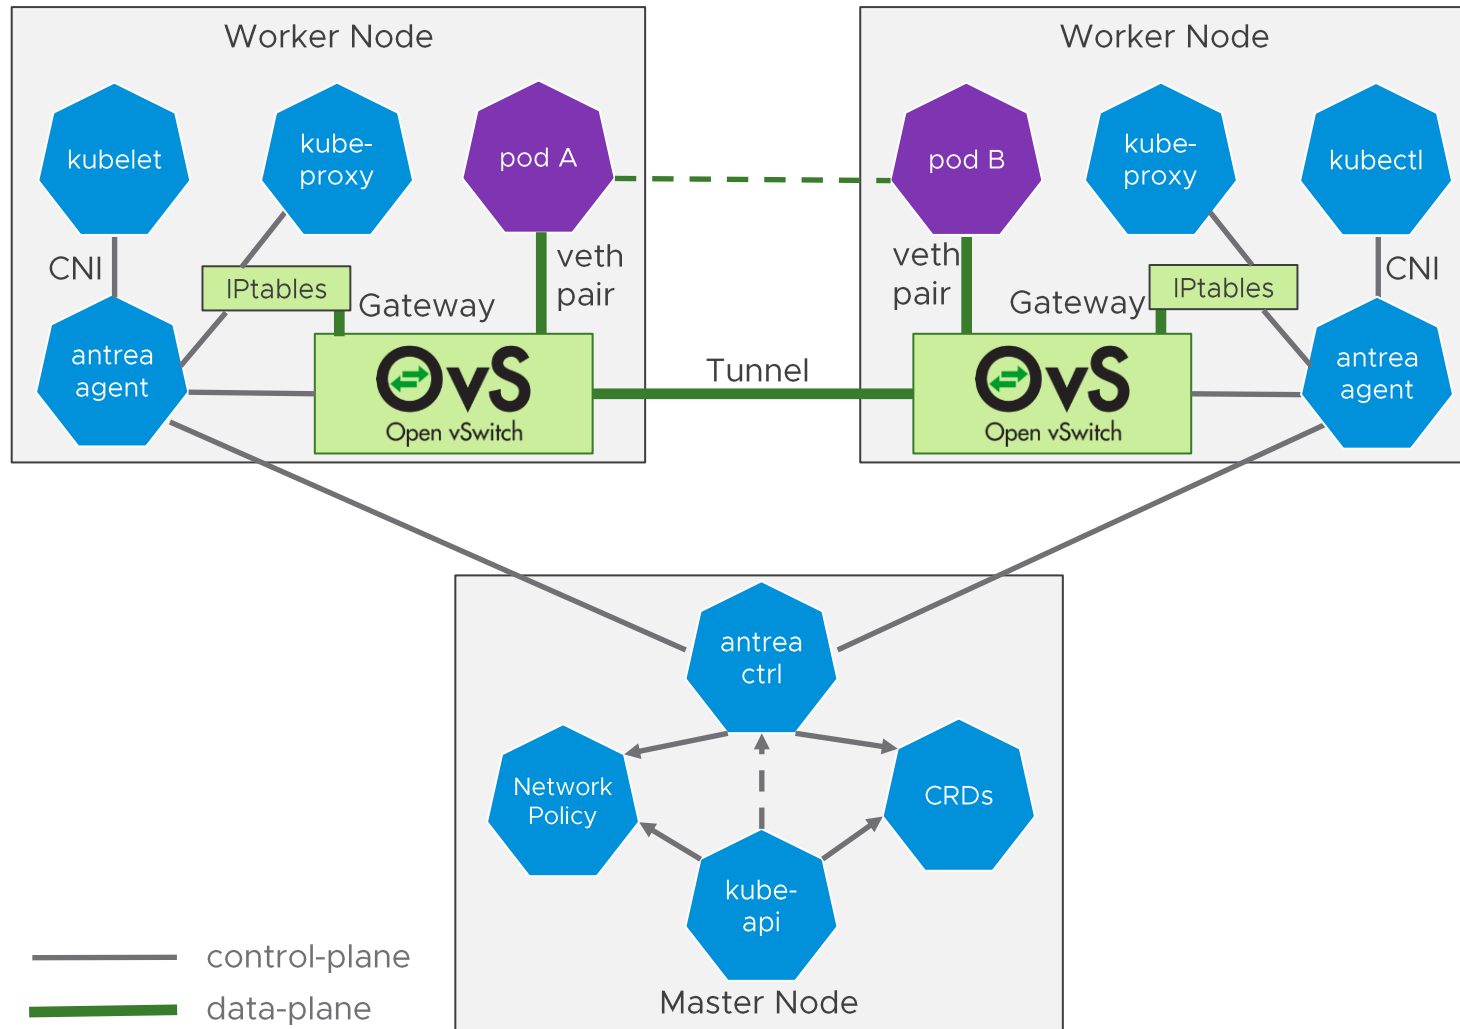 Worker Node
kubelet
kube-
proxy
pod A
CNI
IPtables
Gateway
veth
pair
antrea
agent
OvS
Open vSwitch
Tunnel
Worker Node
pod B
kube-
proxy
kubectl
veth
pair
Gateway
IPtables
CNI
OvS
Open vSwitch
antrea
agent
antrea
ctrl
Network
Policy
CRDs
kube-
api
Master Node
control-plane
data-plane